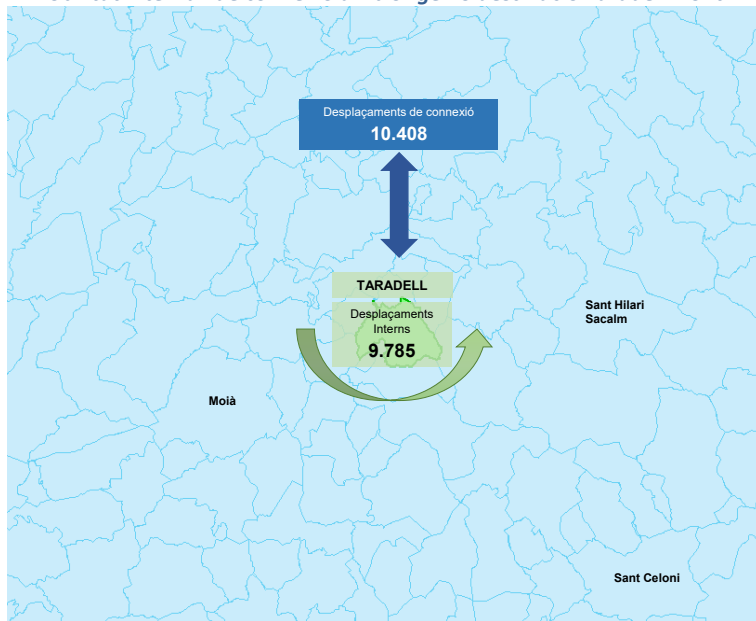 Desplaçaments de connexió
10.408
TARADELL
Desplaçaments
Interns
9.785
Sant Hilari
Sacalm
Moià
Sant Celoni